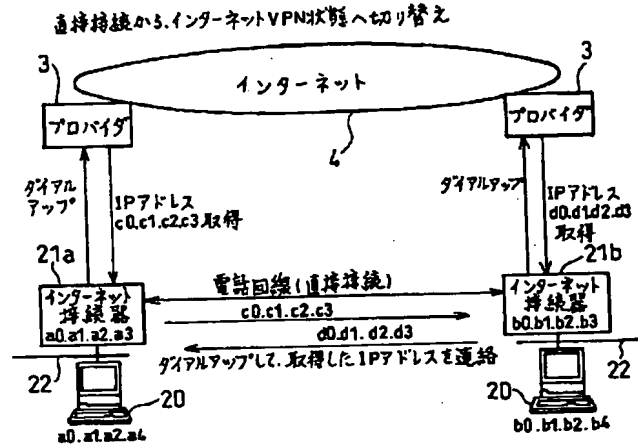 直接接続から、インターネットVPN状態へ切り替え
インターネット
3
プロバイダ
3
プロバイダ
6
ダイアル
アップ
IPアドレス
c0.c1.c2.c3.取得
ダイアルアップ
IPアドレス
d0.d1.d2.d3
取得
21a
インターネット
接続器
a0.a1.a2.a3
電話回線(直接接続)
c0.c1.c2.c3
d0.d1.d2.d3
ダイアルアップして、取得したIPアドレスを連絡
21b
インターネット
接続器
b0.b1.b2.b3
22
20
a0.a1.a2.a4
20
22
b0.b1.b2.b4